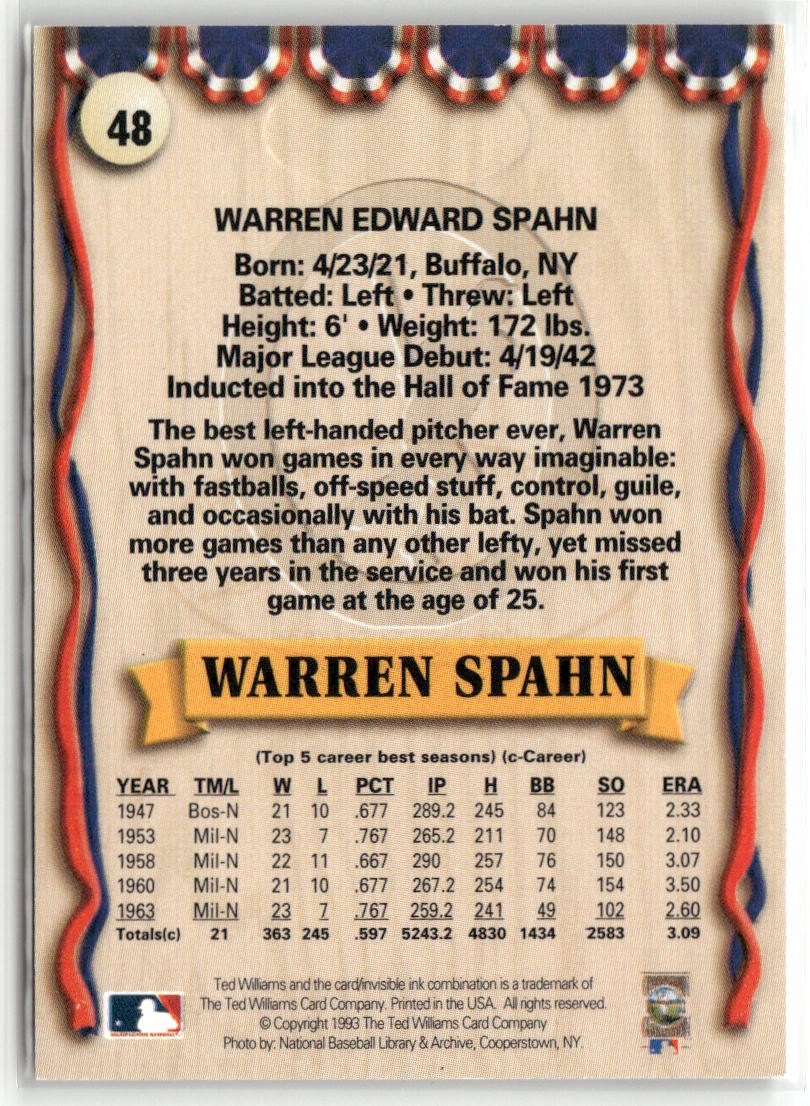 48
WARREN EDWARD SPAHN
Born: 4/23/21, Buffalo, NY
Batted: Left • Threw: Left
Height: 6' • Weight: 172 lbs.
Major League Debut: 4/19/42
Inducted into the Hall of Fame 1973
The best left-handed pitcher ever, Warren
Spahn won games in every way imaginable:
with fastballs, off-speed stuff, control, guile,
and occasionally with his bat. Spahn won
more games than any other lefty, yet missed
three years in the service and won his first
game at the age of 25.
WARREN SPAHN
(Top 5 career best seasons) (c-Career)
YEAR TM/L W L PCT IP H BB SO ERA
1947 Bos-N 21 10 .677 289.2 245 84 123 2.33
1953 Mil-N 23 7 .767 265.2 211 70 148 2.10
1958 Mil-N 22 11 .667 290 257 76 150 3.07
1960 Mil-N 21 10 .677 267.2 254 74 154 3.50
1963 Mil-N 23 7 .767 259.2 241 49 102 2.60
Totals(c) 21 363 245 .597 5243.2 4830 1434 2583 3.09
Ted Williams and the card/invisible ink combination is a trademark of
The Ted Williams Card Company. Printed in the USA. All rights reserved.
© Copyright 1993 The Ted Williams Card Company
Photo by: National Baseball Library & Archive, Cooperstown, NY.